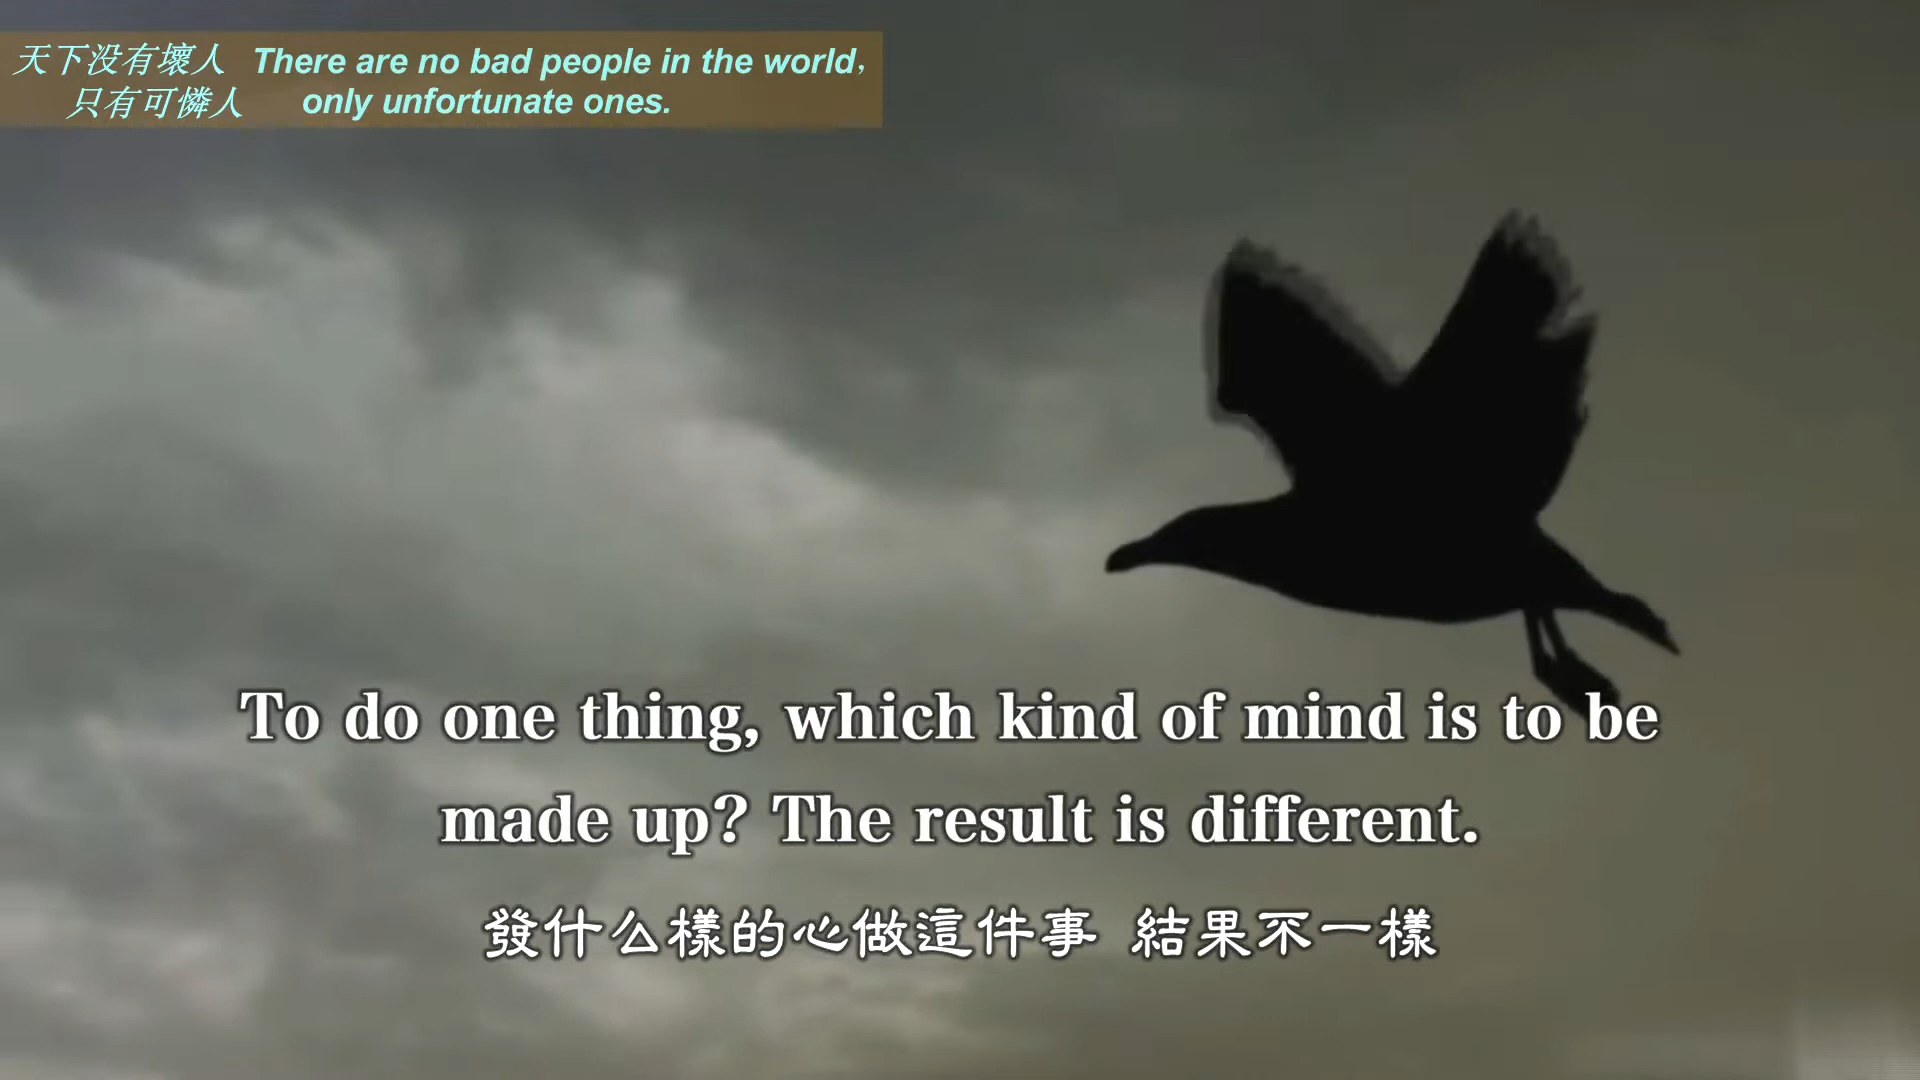 天下没有壞人 There are no bad people in the world,
只有可憐人 only unfortunate ones.
To do one thing, which kind of mind is to be
made up? The result is different.
發什么樣的心做這件事 結果不一樣